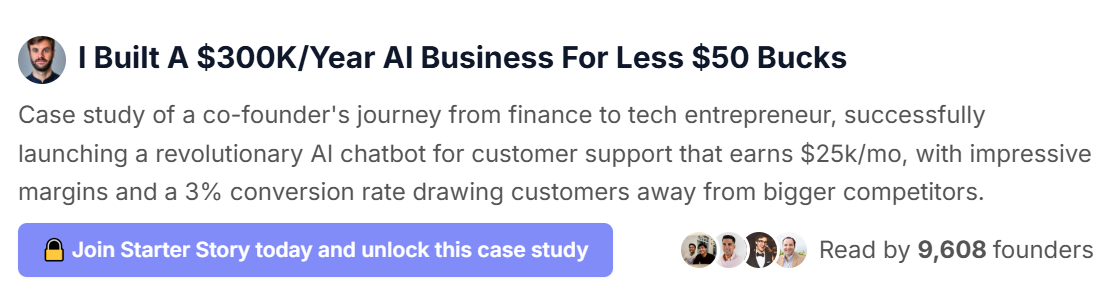 I Built A $300K/Year AI Business For Less $50 Bucks
Case study of a co-founder's journey from finance to tech entrepreneur, successfully
launching a revolutionary AI chatbot for customer support that earns $25k/mo, with impressive
margins and a 3% conversion rate drawing customers away from bigger competitors.
🔒 Join Starter Story today and unlock this case study
Read by 9,608 founders